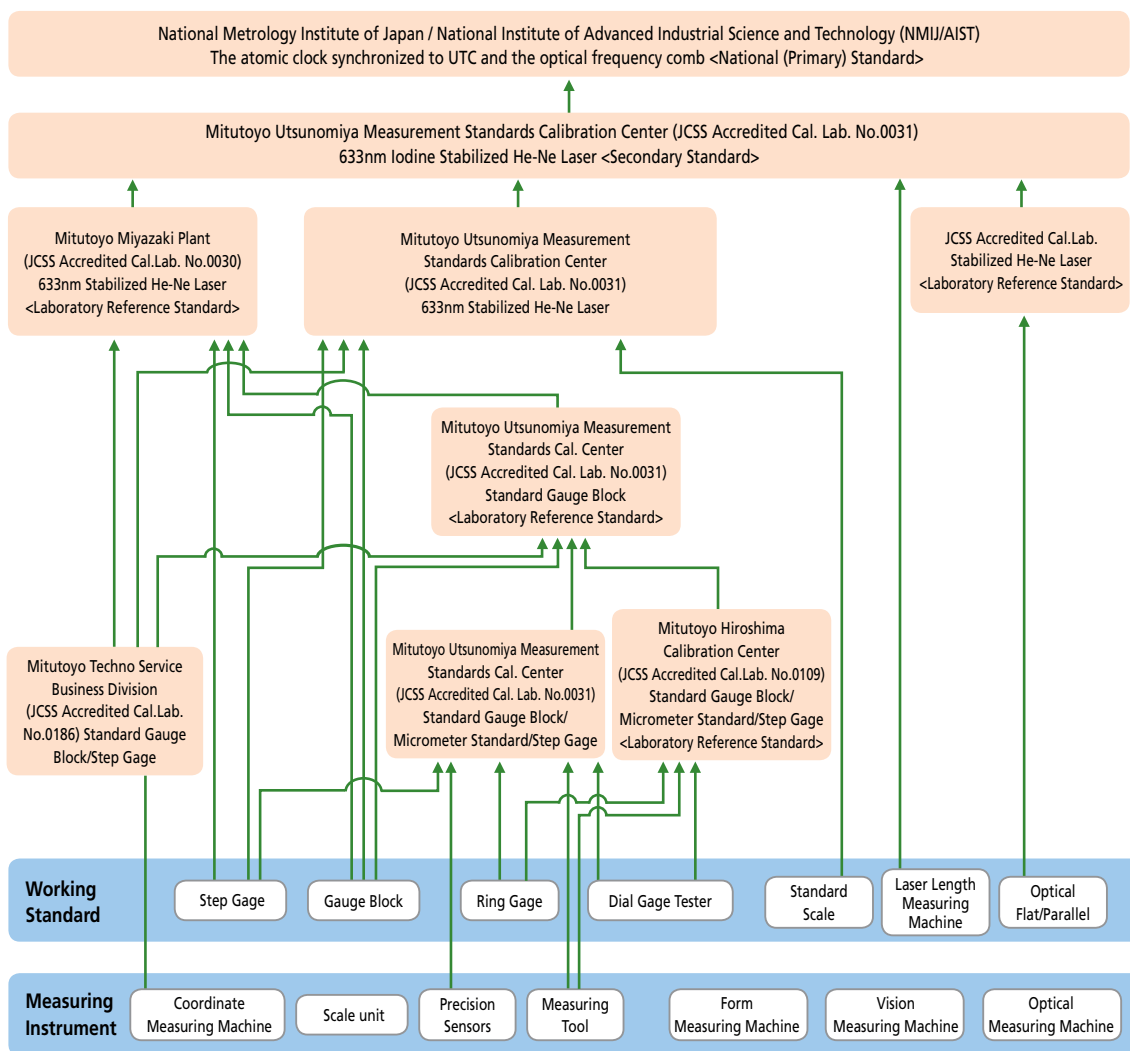 National Metrology Institute of Japan / National Institute of Advanced Industrial Science and Technology (NMIJ/AIST)
The atomic clock synchronized to UTC and the optical frequency comb <National (Primary) Standard>
Mitutoyo Utsunomiya Measurement Standards Calibration Center (JCSS Accredited Cal. Lab. No.0031)
633nm Iodine Stabilized He-Ne Laser <Secondary Standard>
Mitutoyo Miyazaki Plant
(JCSS Accredited Cal.Lab. No.0030)
633nm Stabilized He-Ne Laser
<Laboratory Reference Standard>
Mitutoyo Utsunomiya Measurement
Standards Calibration Center
(JCSS Accredited Cal. Lab. No.0031)
633nm Stabilized He-Ne Laser
JCSS Accredited Cal.Lab.
Stabilized He-Ne Laser
<Laboratory Reference Standard>
Mitutoyo Utsunomiya Measurement
Standards Cal. Center
(JCSS Accredited Cal. Lab. No.0031)
Standard Gauge Block
<Laboratory Reference Standard>
Mitutoyo Techno Service
Business Division
(JCSS Accredited Cal.Lab.
No.0186) Standard Gauge
Block/Step Gage
Mitutoyo Utsunomiya Measurement
Standards Cal. Center
(JCSS Accredited Cal. Lab. No.0031)
Standard Gauge Block/
Micrometer Standard/Step Gage
Mitutoyo Hiroshima
Calibration Center
(JCSS Accredited Cal.Lab. No.0109)
Standard Gauge Block/
Micrometer Standard/Step Gage
<Laboratory Reference Standard>
Working
Standard
Step Gage
Gauge Block
Ring Gage
Dial Gage Tester
Standard
Scale
Laser Length
Measuring
Machine
Optical
Flat/Parallel
Measuring
Instrument
Coordinate
Measuring Machine
Scale unit
Precision
Sensors
Measuring
Tool
Form
Measuring Machine
Vision
Measuring Machine
Optical
Measuring Machine